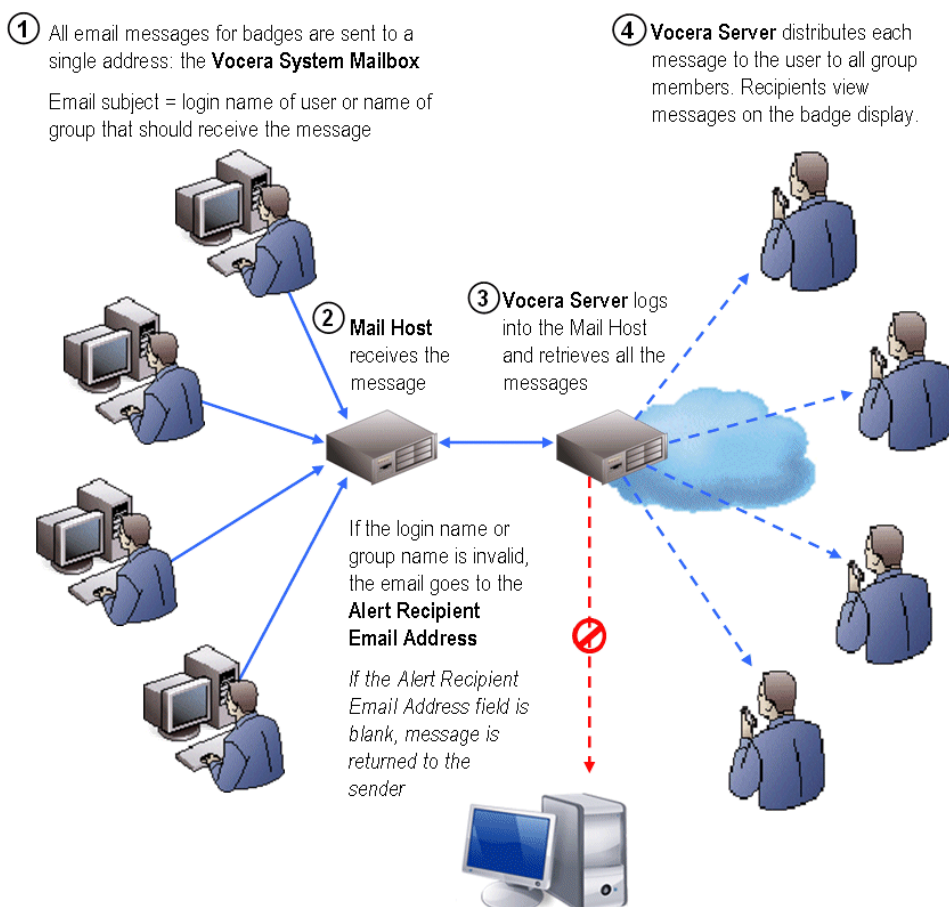 1 All email messages for badges are sent to a
single address: the Vocera System Mailbox
Email subject = login name of user or name of
group that should receive the message
2 Mail Host
receives the
message
3 Vocera Server logs
into the Mail Host
and retrieves all the
messages
4 Vocera Server distributes each
message to the user to all group
members. Recipients view
messages on the badge display.
If the login name or
group name is invalid,
the email goes to the
Alert Recipient
Email Address
If the Alert Recipient
Email Address field is
blank, message is
returned to the
sender